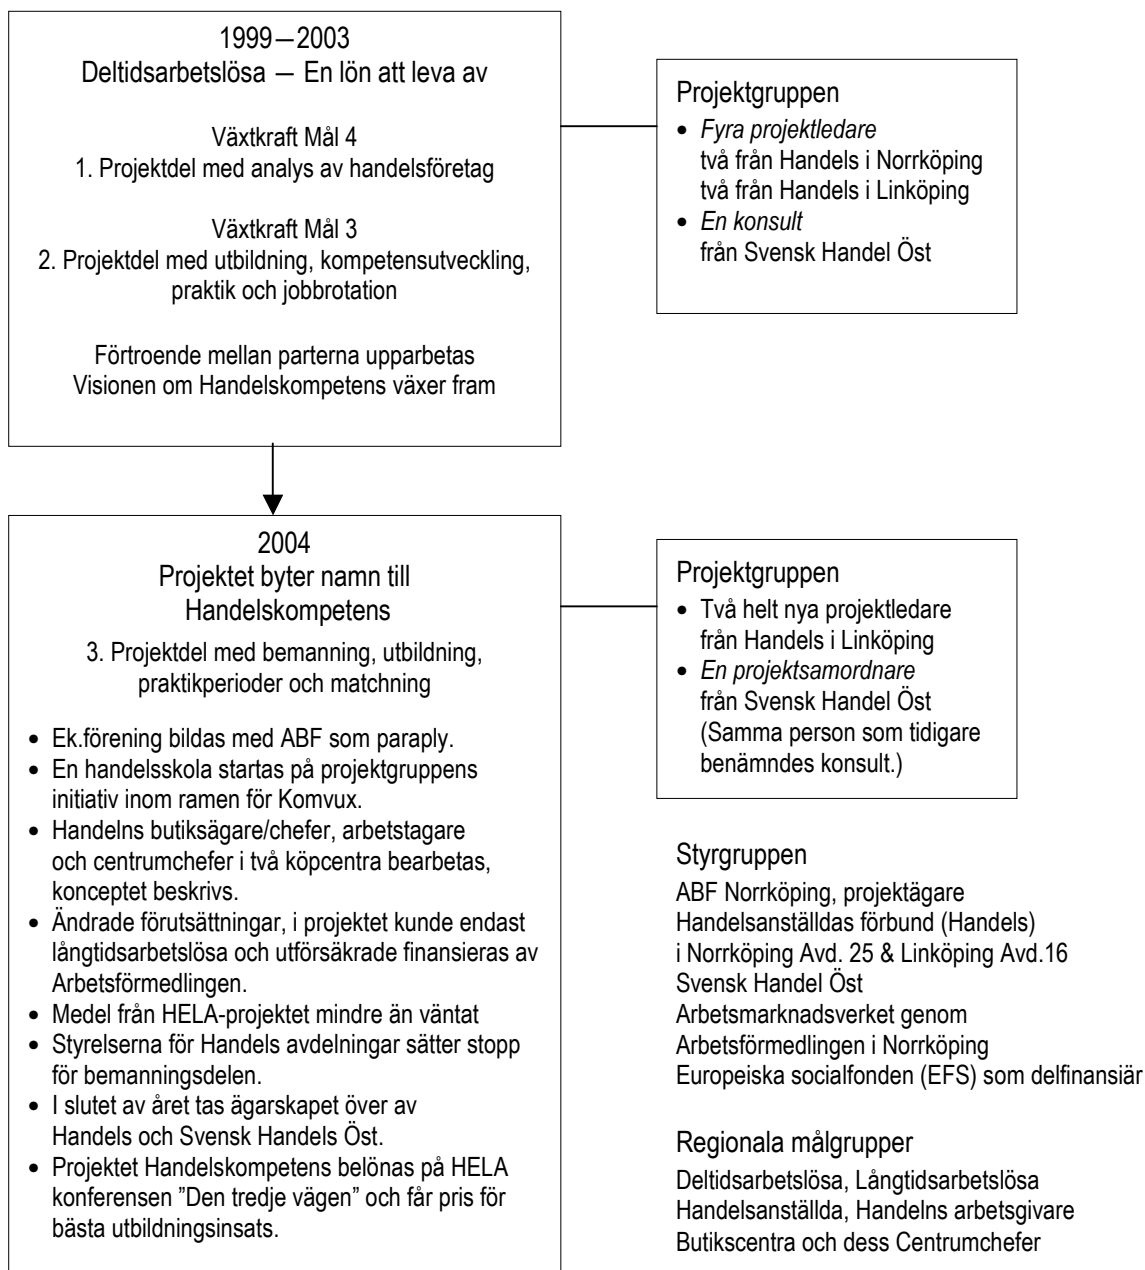 1999—2003
Deltidsarbetslösa — En lön att leva av
Växtkraft Mål 4
1. Projektdel med analys av handelsföretag
Växtkraft Mål 3
2. Projektdel med utbildning, kompetensutveckling,
praktik och jobbrotation
Förtroende mellan parterna upparbetas
Visionen om Handelskompetens växer fram
Projektgruppen
• Fyra projektledare
två från Handels i Norrköping
två från Handels i Linköping
• En konsult
från Svensk Handel Öst
2004
Projektet byter namn till
Handelskompetens
3. Projektdel med bemanning, utbildning,
praktikperioder och matchning
• Ek.förening bildas med ABF som paraply.
• En handelsskola startas på projektgruppens
initiativ inom ramen för Komvux.
• Handelns butiksägare/chefer, arbetstagare
och centrumchefer i två köpcentra bearbetas,
konceptet beskrivs.
• Ändrade förutsättningar, i projektet kunde endast
långtidsarbetslösa och utförsäkrade finansieras av
Arbetsförmedlingen.
• Medel från HELA-projektet mindre än väntat
• Styrelserna för Handels avdelningar sätter stopp
för bemanningsdelen.
• I slutet av året tas ägarskapet över av
Handels och Svensk Handels Öst.
• Projektet Handelskompetens belönas på HELA
konferensen ”Den tredje vägen” och får pris för
bästa utbildningsinsats.
Projektgruppen
• Två helt nya projektledare
från Handels i Linköping
• En projektsamordnare
från Svensk Handel Öst
(Samma person som tidigare
benämndes konsult.)
Styrgruppen
ABF Norrköping, projektägare
Handelsanställdas förbund (Handels)
i Norrköping Avd. 25 & Linköping Avd.16
Svensk Handel Öst
Arbetsmarknadsverket genom
Arbetsförmedlingen i Norrköping
Europeiska socialfonden (EFS) som delfinansiär
Regionala målgrupper
Deltidsarbetslösa, Långtidsarbetslösa
Handelsanställda, Handelns arbetsgivare
Butikscentra och dess Centrumchefer